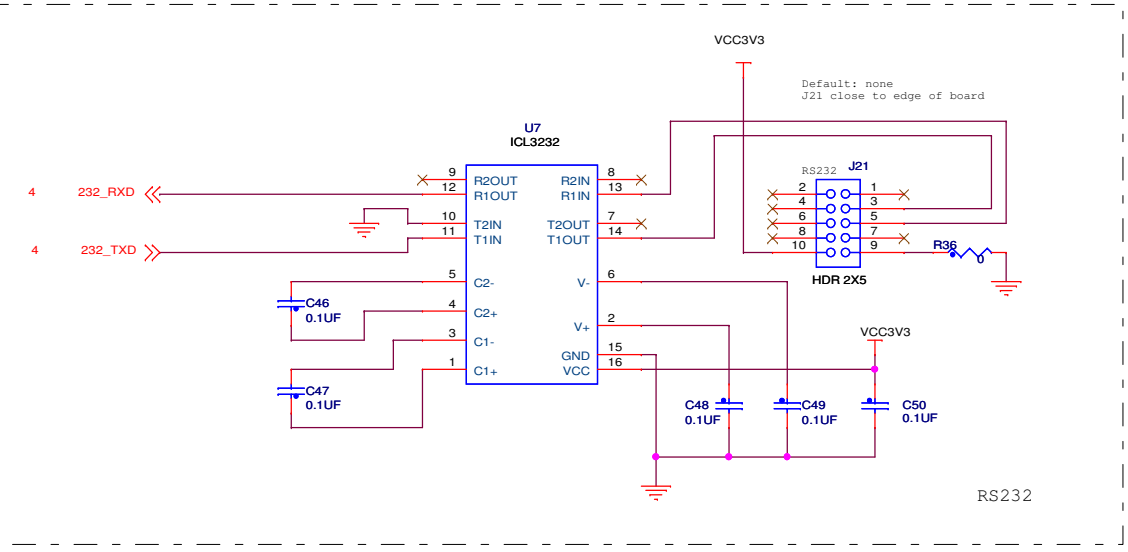 VCC3V3
Default: none
J21 close to edge of board
U7
ICL3232
J21
RS232
9 R2OUT R2IN 8
4 232_RXD 12 R1OUT R1IN 13
2 1
4 3
10 T2IN T2OUT 7
6 5
4 232_TXD 11 T1IN T1OUT 14
8 7
10 9
R36
0
HDR 2X5
5 C2- V- 6
C46
0.1UF
4 C2+
V+ 2
VCC3V3
3 C1-
GND 15
1 C1+ VCC 16
C47
0.1UF
C48
0.1UF
C49
0.1UF
C50
0.1UF
RS232